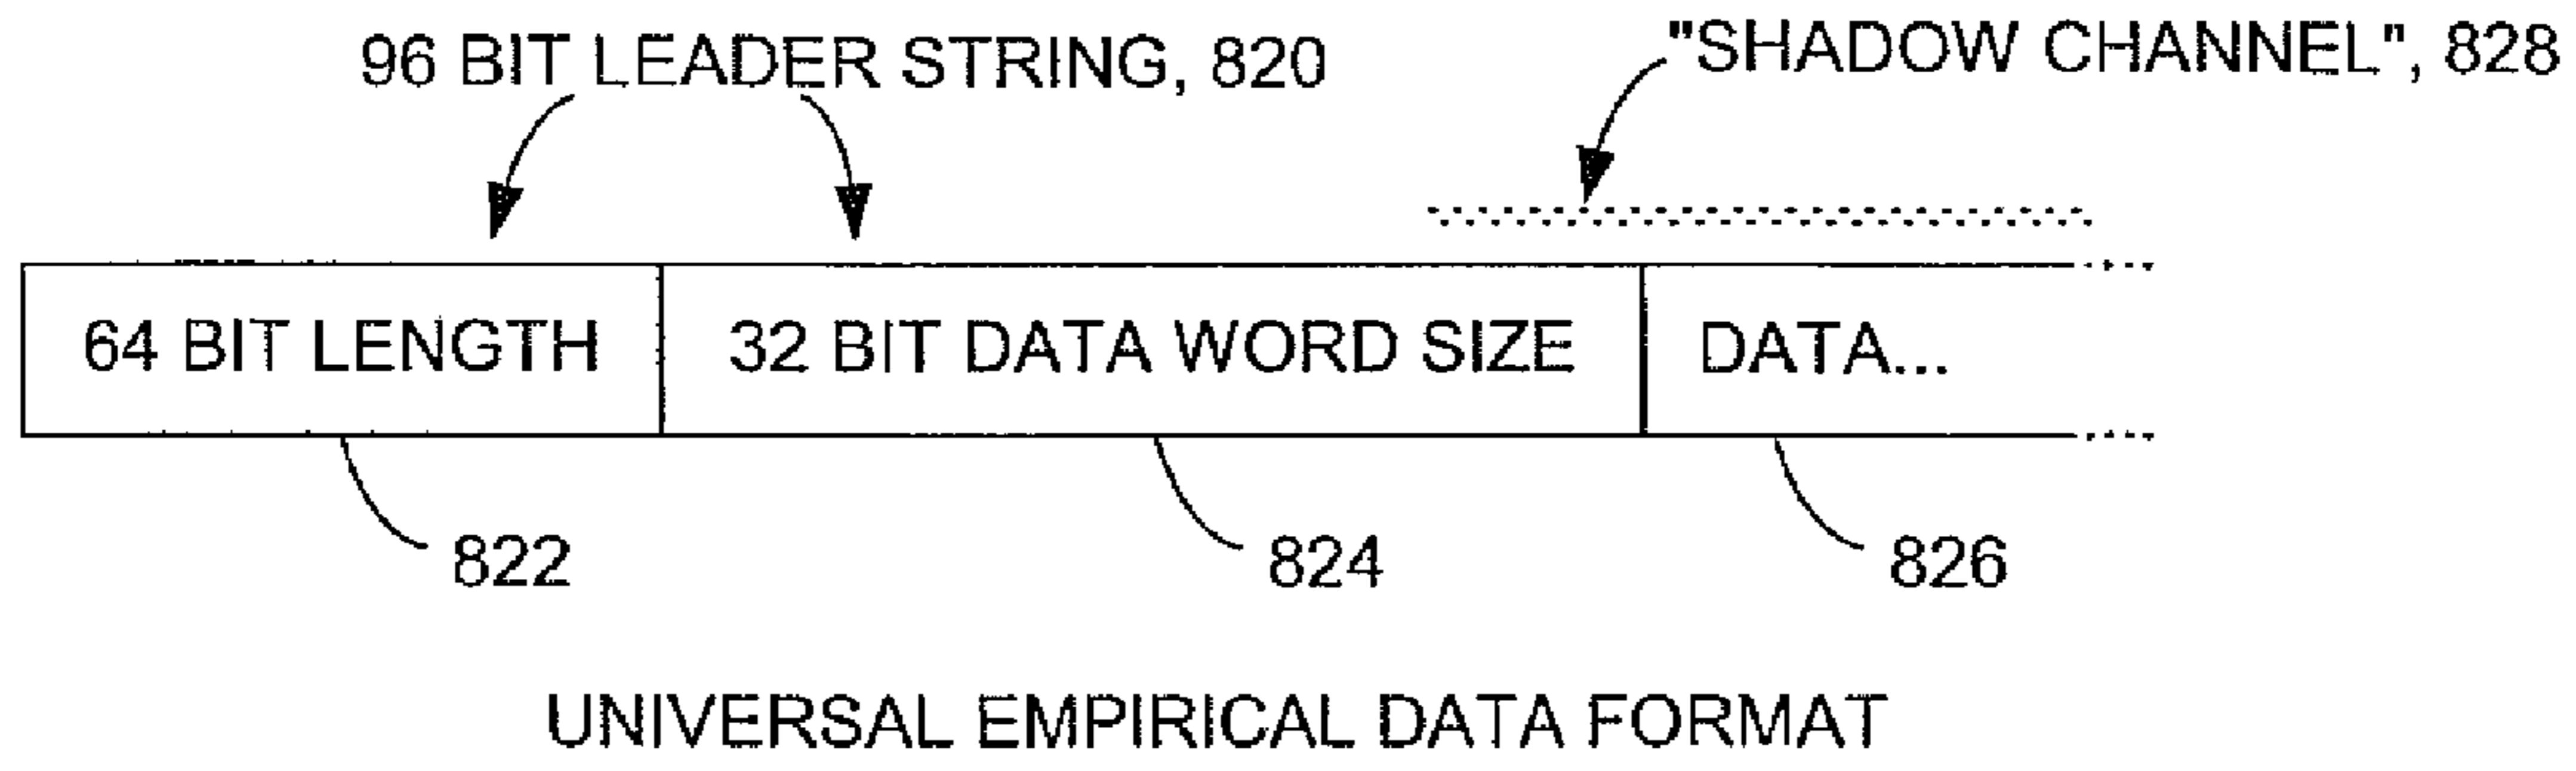 96 BIT LEADER STRING, 820
"SHADOW CHANNEL", 828
64 BIT LENGTH
32 BIT DATA WORD SIZE
DATA...
822
824
826
UNIVERSAL EMPIRICAL DATA FORMAT